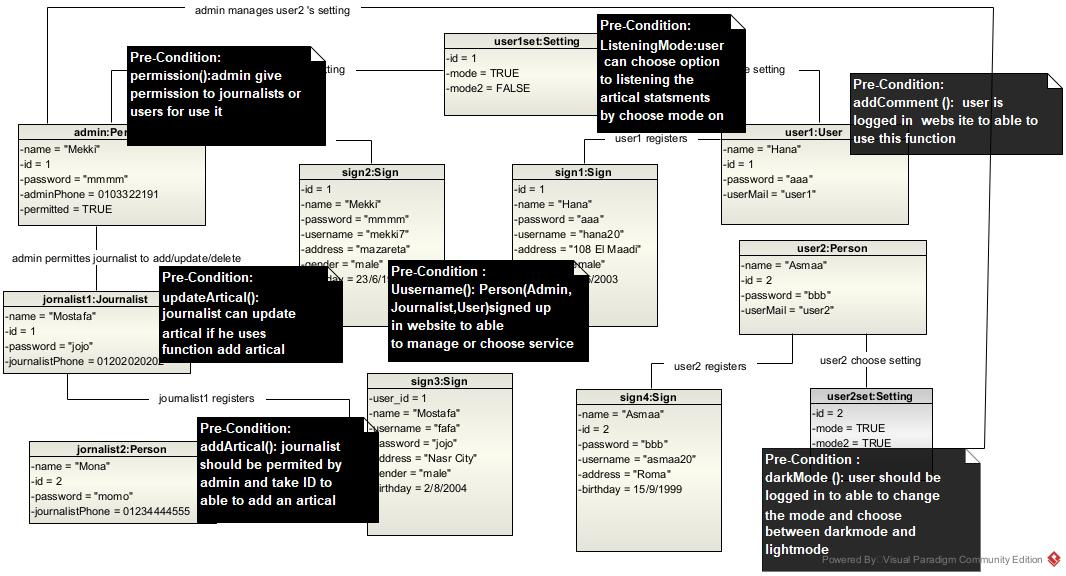 admin manages user2 's setting
user1set:Setting
-id = 1
-mode = TRUE
-mode2 = FALSE
Pre-Condition:
ListeningMode:user
can choose option
to listening the
artical statsments
by choose mode on
Pre-Condition:
permission():admin give
permission to journalists or
users for use it
setting
Pre-Condition:
addComment (): user is
logged in webs ite to able to
use this function
-name = "Mekki"
-id = 1
-password = "mmmm"
-adminPhone = 0103322191
-permitted = TRUE
user1 registers
user1:User
-name = "Hana"
-id = 1
-password = "aaa"
-userMail = "user1"
sign2:Sign
-id = 1
-name = "Mekki"
-password = "mmmm"
-username = "mekki7"
-address = "mazareta"
-gender = "male"
sign1:Sign
-id = 1
-name = "Hana"
-password = "aaa"
-username = "hana20"
-address = "108 El Maadi"
user2:Person
-name = "Asmaa"
-id = 2
-password = "bbb"
-userMail = "user2"
admin permittes journalist to add/update/delete
Pre-Condition:
updateArtical():
journalist can update
artical if he uses
function add artical
Pre-Condition :
Uusername(): Person(Admin,
Journalist,User)signed up
in website to able
to manage or choose service
jornalist1:Journalist
-name = "Mostafa"
-id = 1
-password = "jojo"
-journalistPhone = 01202020202
user2 registers
user2 choose setting
journalist1 registers
sign3:Sign
-user_id = 1
-name = "Mostafa"
-username = "fafa"
password = "jojo"
address = "Nasr City"
gender = "male"
birthday = 2/8/2004
sign4:Sign
-name = "Asmaa"
-id = 2
-password = "bbb"
-username = "asmaa20"
-address = "Roma"
-birthday = 15/9/1999
user2set:Setting
-id = 2
-mode = TRUE
-mode2 = TRUE
Pre-Condition:
addArtical(): journalist
should be permited by
admin and take ID to
able to add an artical
jornalist2:Person
-name = "Mona"
-id = 2
-password = "momo"
-journalistPhone = 01234444555
Pre-Condition :
darkMode (): user should be
logged in to able to change
the mode and choose
between darkmode and
lightmode
Powered By: Visual Paradigm Community Edition